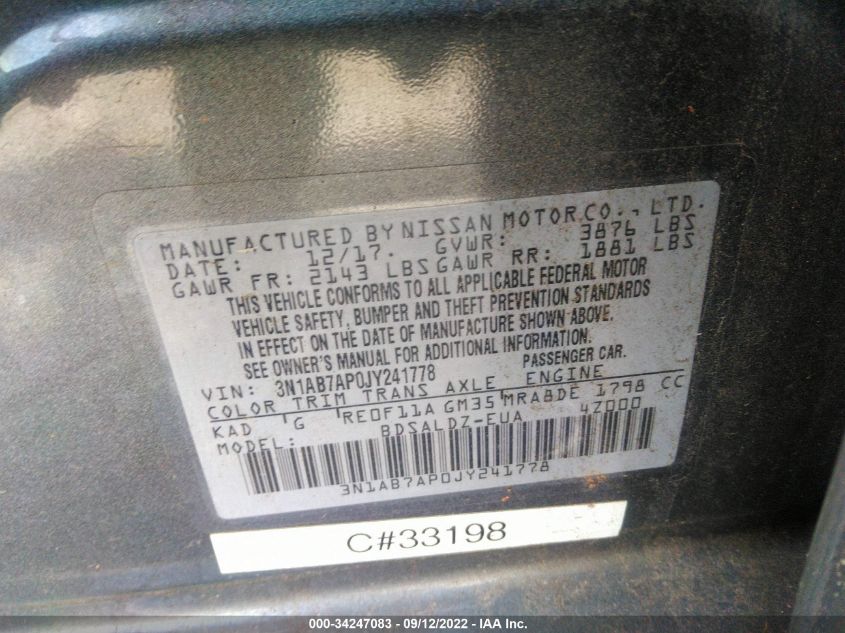 MANUFACTURED BY NISSAN MOTOR CO., LTD.
DATE: 12/17. GVWR: 3876 LBS
GAWR FR: 2143 LBS GAWR RR: 1881 LBS
THIS VEHICLE CONFORMS TO ALL APPLICABLE FEDERAL MOTOR
VEHICLE SAFETY, BUMPER AND THEFT PREVENTION STANDARDS
IN EFFECT ON THE DATE OF MANUFACTURE SHOWN ABOVE.
SEE OWNER'S MANUAL FOR ADDITIONAL INFORMATION.
VIN: 3N1AB7AP0JY241778 PASSENGER CAR.
COLOR TRIM TRANS AXLE ENGINE
KAD G RE0F11A GM35 MRA8DE 1798 CC
MODEL: BDSALDZ-EUA 4Z000
3N1AB7AP0JY241778
C#33198
000-34247083 - 09/12/2022 - IAA Inc.